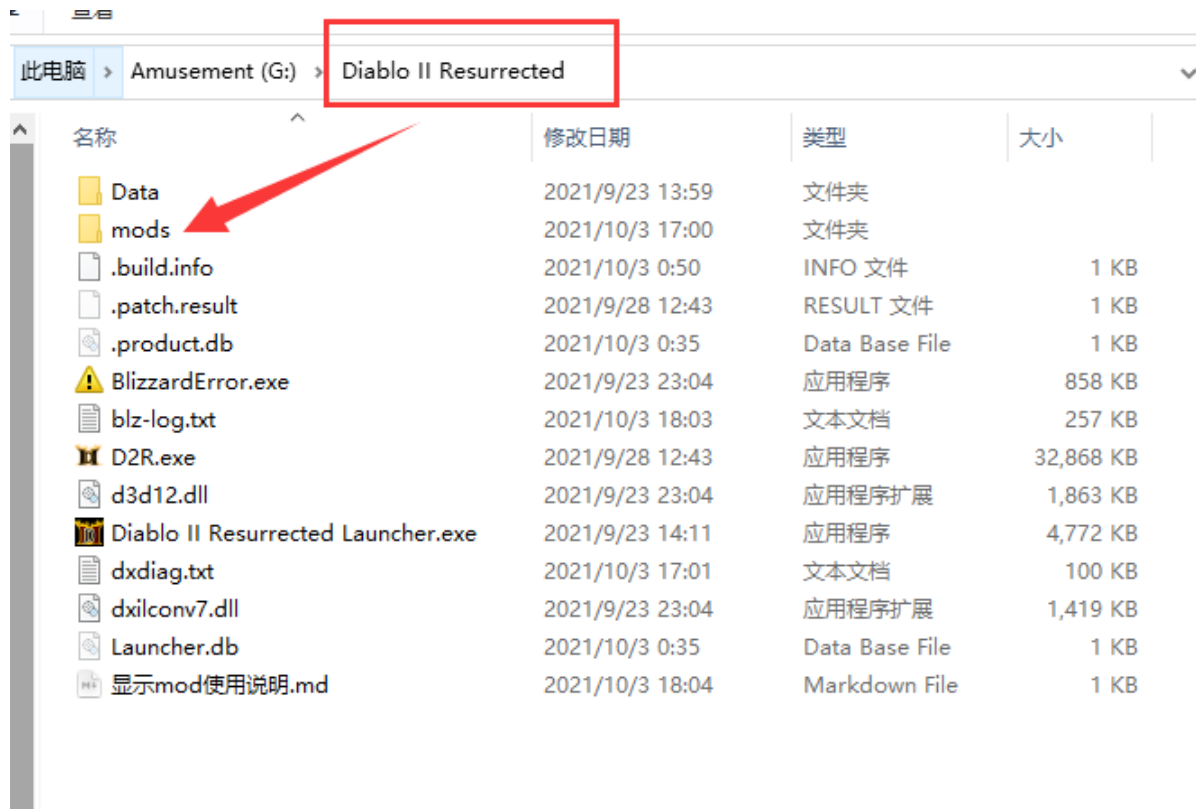 查看
此电脑 > Amusement (G:) > Diablo II Resurrected
名称 修改日期 类型 大小
Data 2021/9/23 13:59 文件夹
mods 2021/10/3 17:00 文件夹
.build.info 2021/10/3 0:50 INFO 文件 1 KB
.patch.result 2021/9/28 12:43 RESULT 文件 1 KB
.product.db 2021/10/3 0:35 Data Base File 1 KB
BlizzardError.exe 2021/9/23 23:04 应用程序 858 KB
blz-log.txt 2021/10/3 18:03 文本文档 257 KB
D2R.exe 2021/9/28 12:43 应用程序 32,868 KB
d3d12.dll 2021/9/23 23:04 应用程序扩展 1,863 KB
Diablo II Resurrected Launcher.exe 2021/9/23 14:11 应用程序 4,772 KB
dxdiag.txt 2021/10/3 17:01 文本文档 100 KB
dxilconv7.dll 2021/9/23 23:04 应用程序扩展 1,419 KB
Launcher.db 2021/10/3 0:35 Data Base File 1 KB
显示mod使用说明.md 2021/10/3 18:04 Markdown File 1 KB